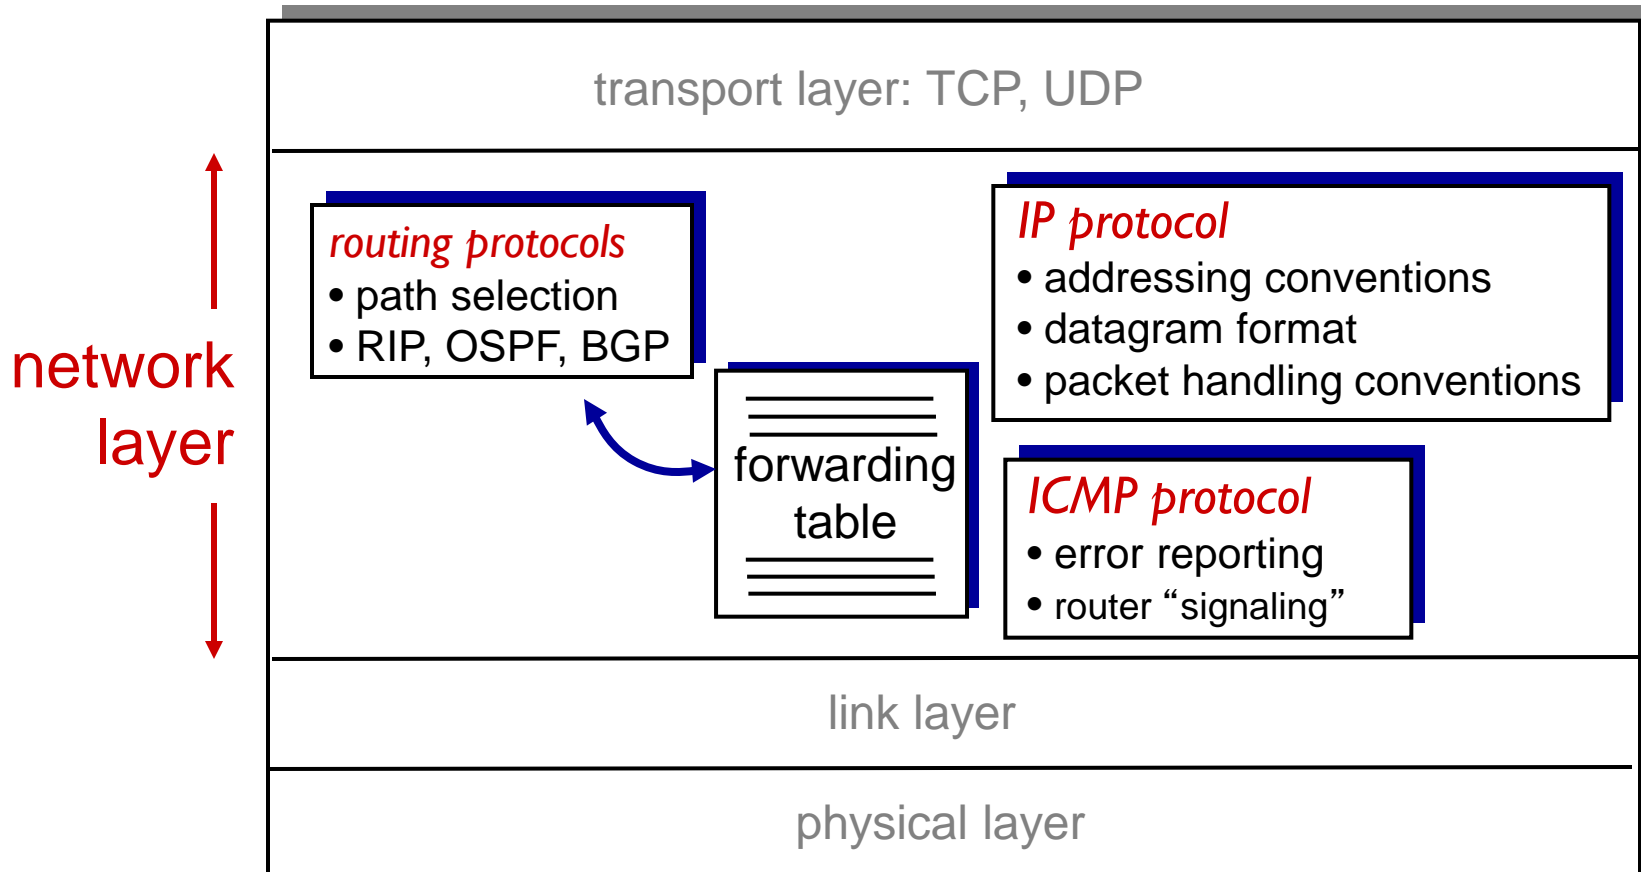 transport layer: TCP, UDP
network
layer
routing protocols
• path selection
• RIP, OSPF, BGP
forwarding
table
IP protocol
• addressing conventions
• datagram format
• packet handling conventions
ICMP protocol
• error reporting
• router “signaling”
link layer
physical layer